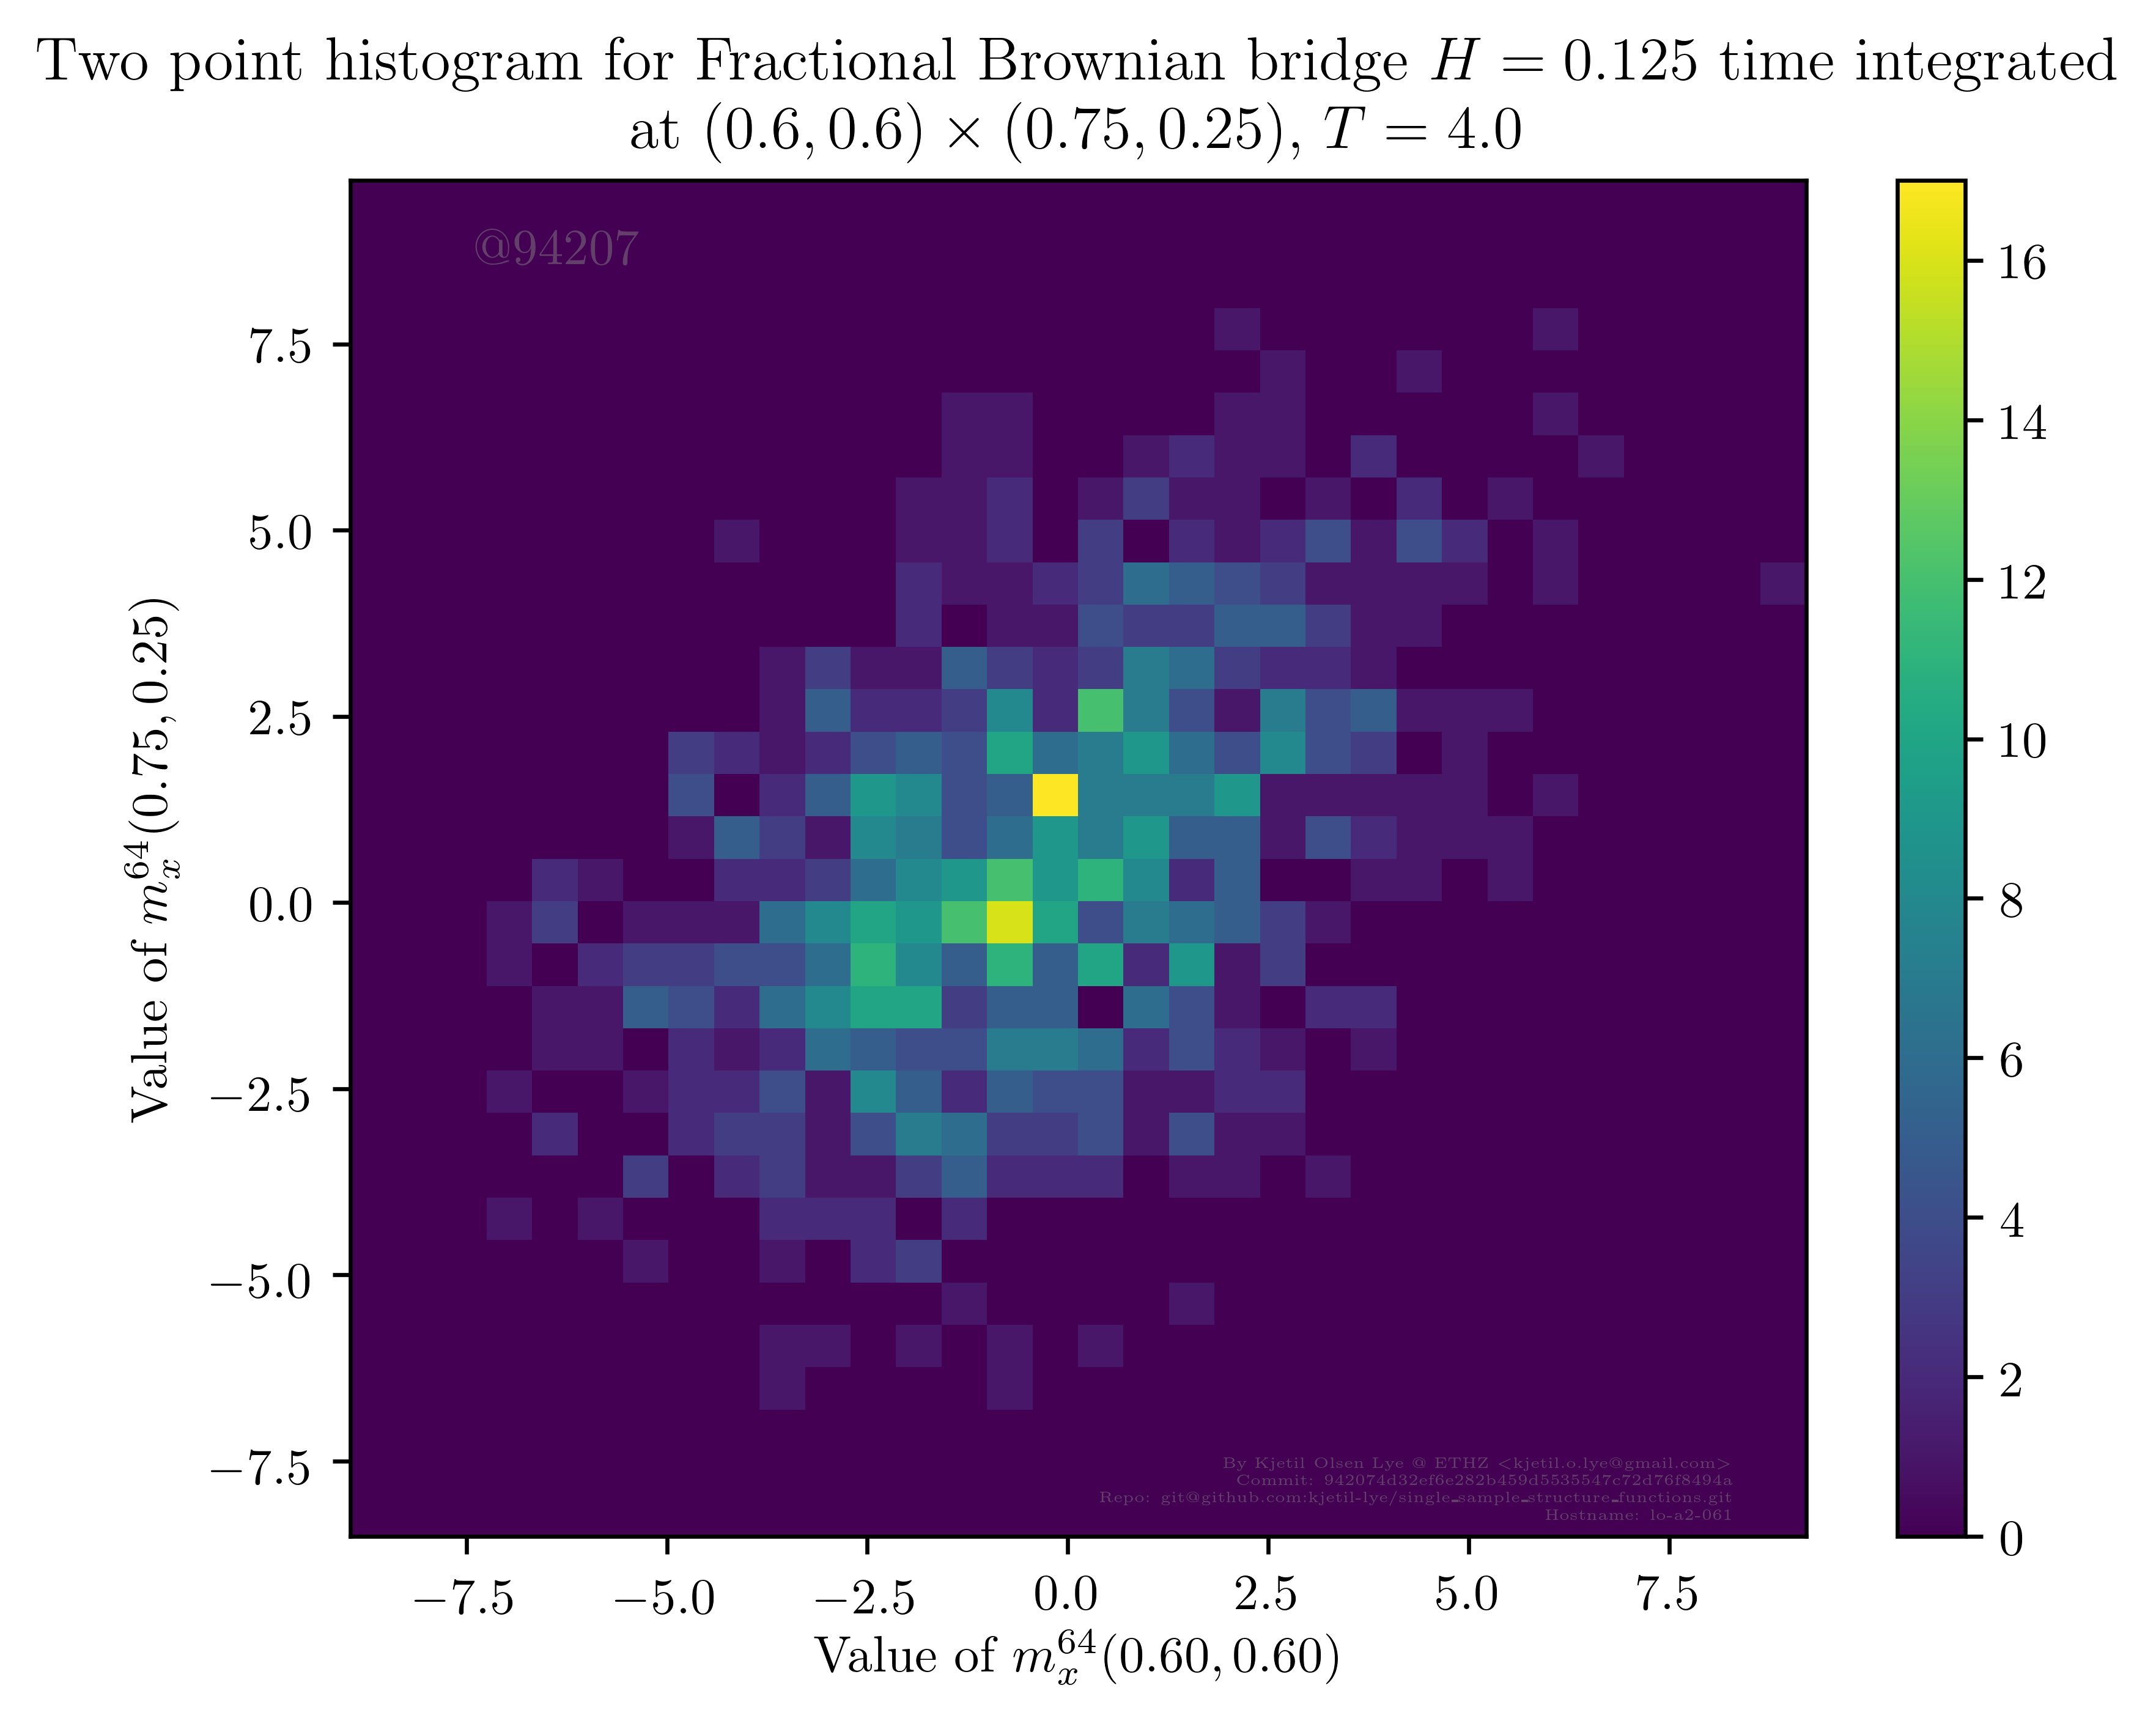 Two point histogram for Fractional Brownian bridge H = 0.125 time integrated
at (0.6, 0.6) × (0.75, 0.25), T = 4.0
@94207
7.5
5.0
2.5
0.0
−2.5
−5.0
−7.5
Value of m_x^64(0.75, 0.25)
By Kjetil Olsen Lye @ ETHZ <kjetil.o.lye@gmail.com>
Commit: 942074d32ef6e282b459d5535547c72d76f8494a
Repo: git@github.com:kjetil-lye/single_sample_structure_functions.git
Hostname: lo-a2-061
−7.5 −5.0 −2.5 0.0 2.5 5.0 7.5
Value of m_x^64(0.60, 0.60)
16
14
12
10
8
6
4
2
0